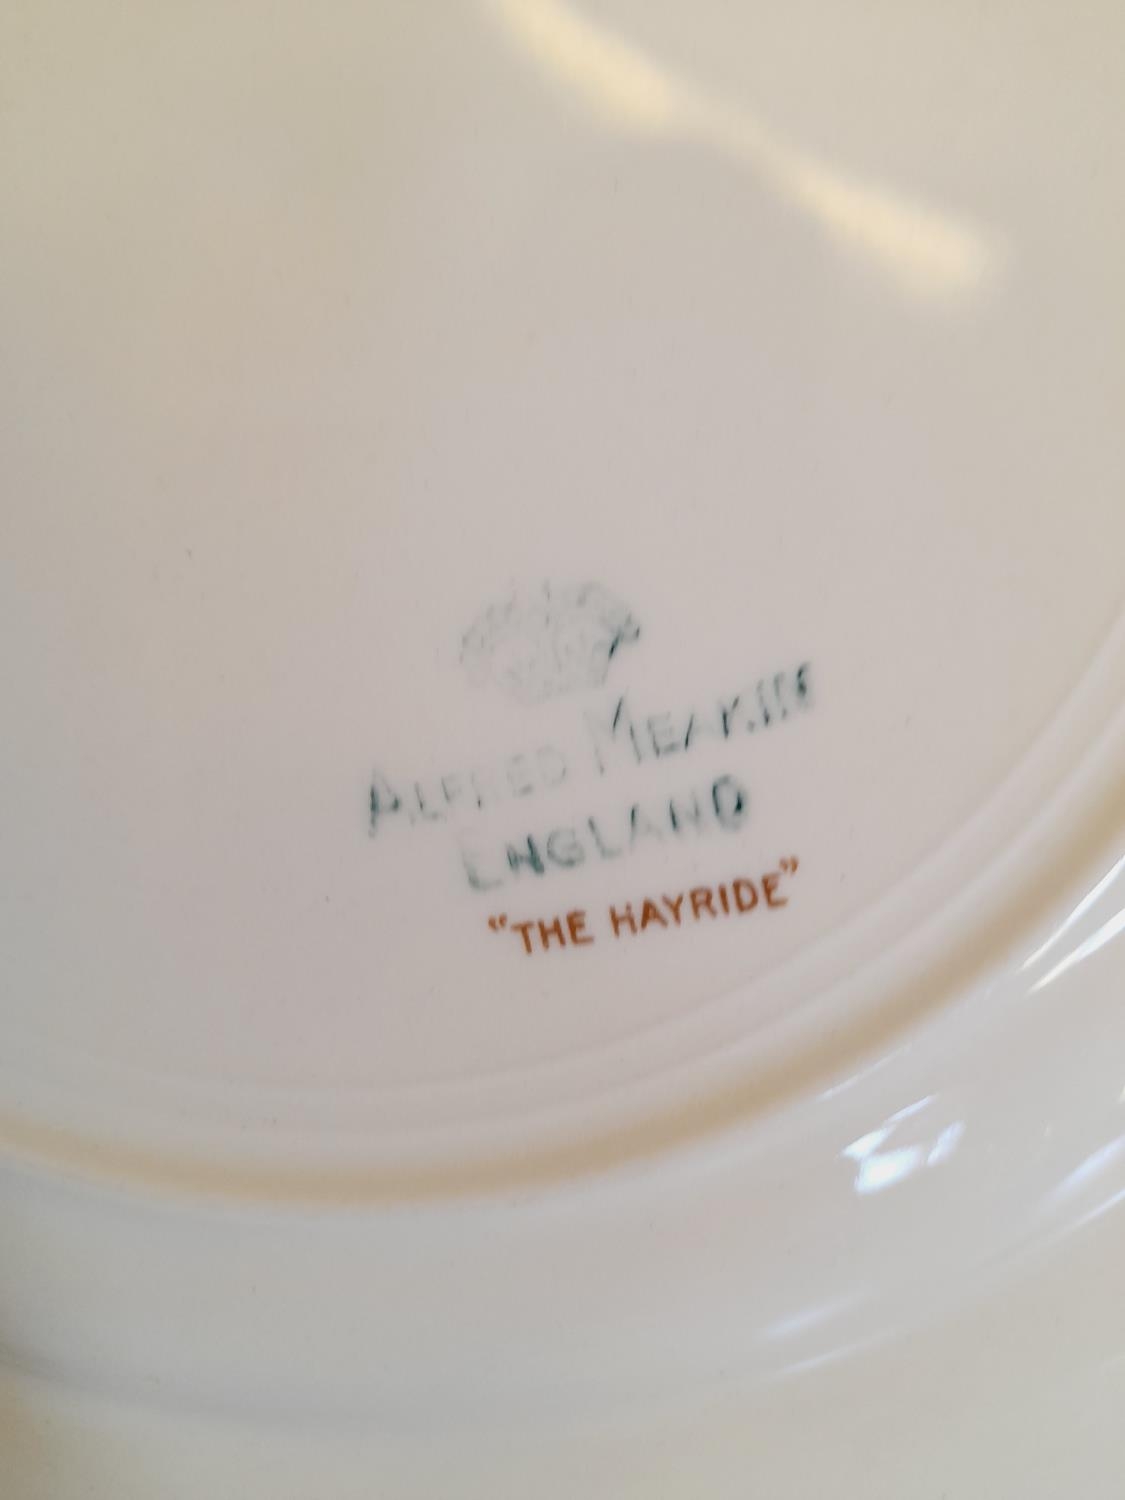 ALFRED MEAKIN
ENGLAND
"THE HAYRIDE"